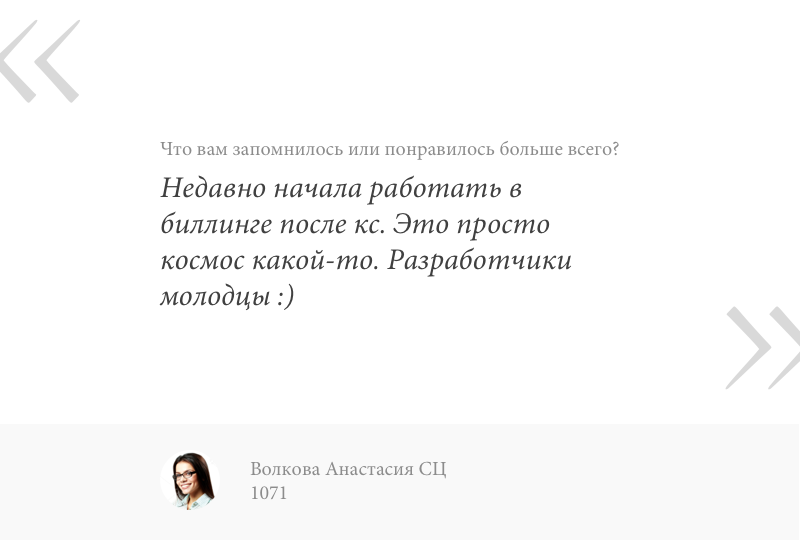 Что вам запомнилось или понравилось больше всего?
Недавно начала работать в
биллинге после кс. Это просто
космос какой-то. Разработчики
молодцы :)
Волкова Анастасия СЦ
1071